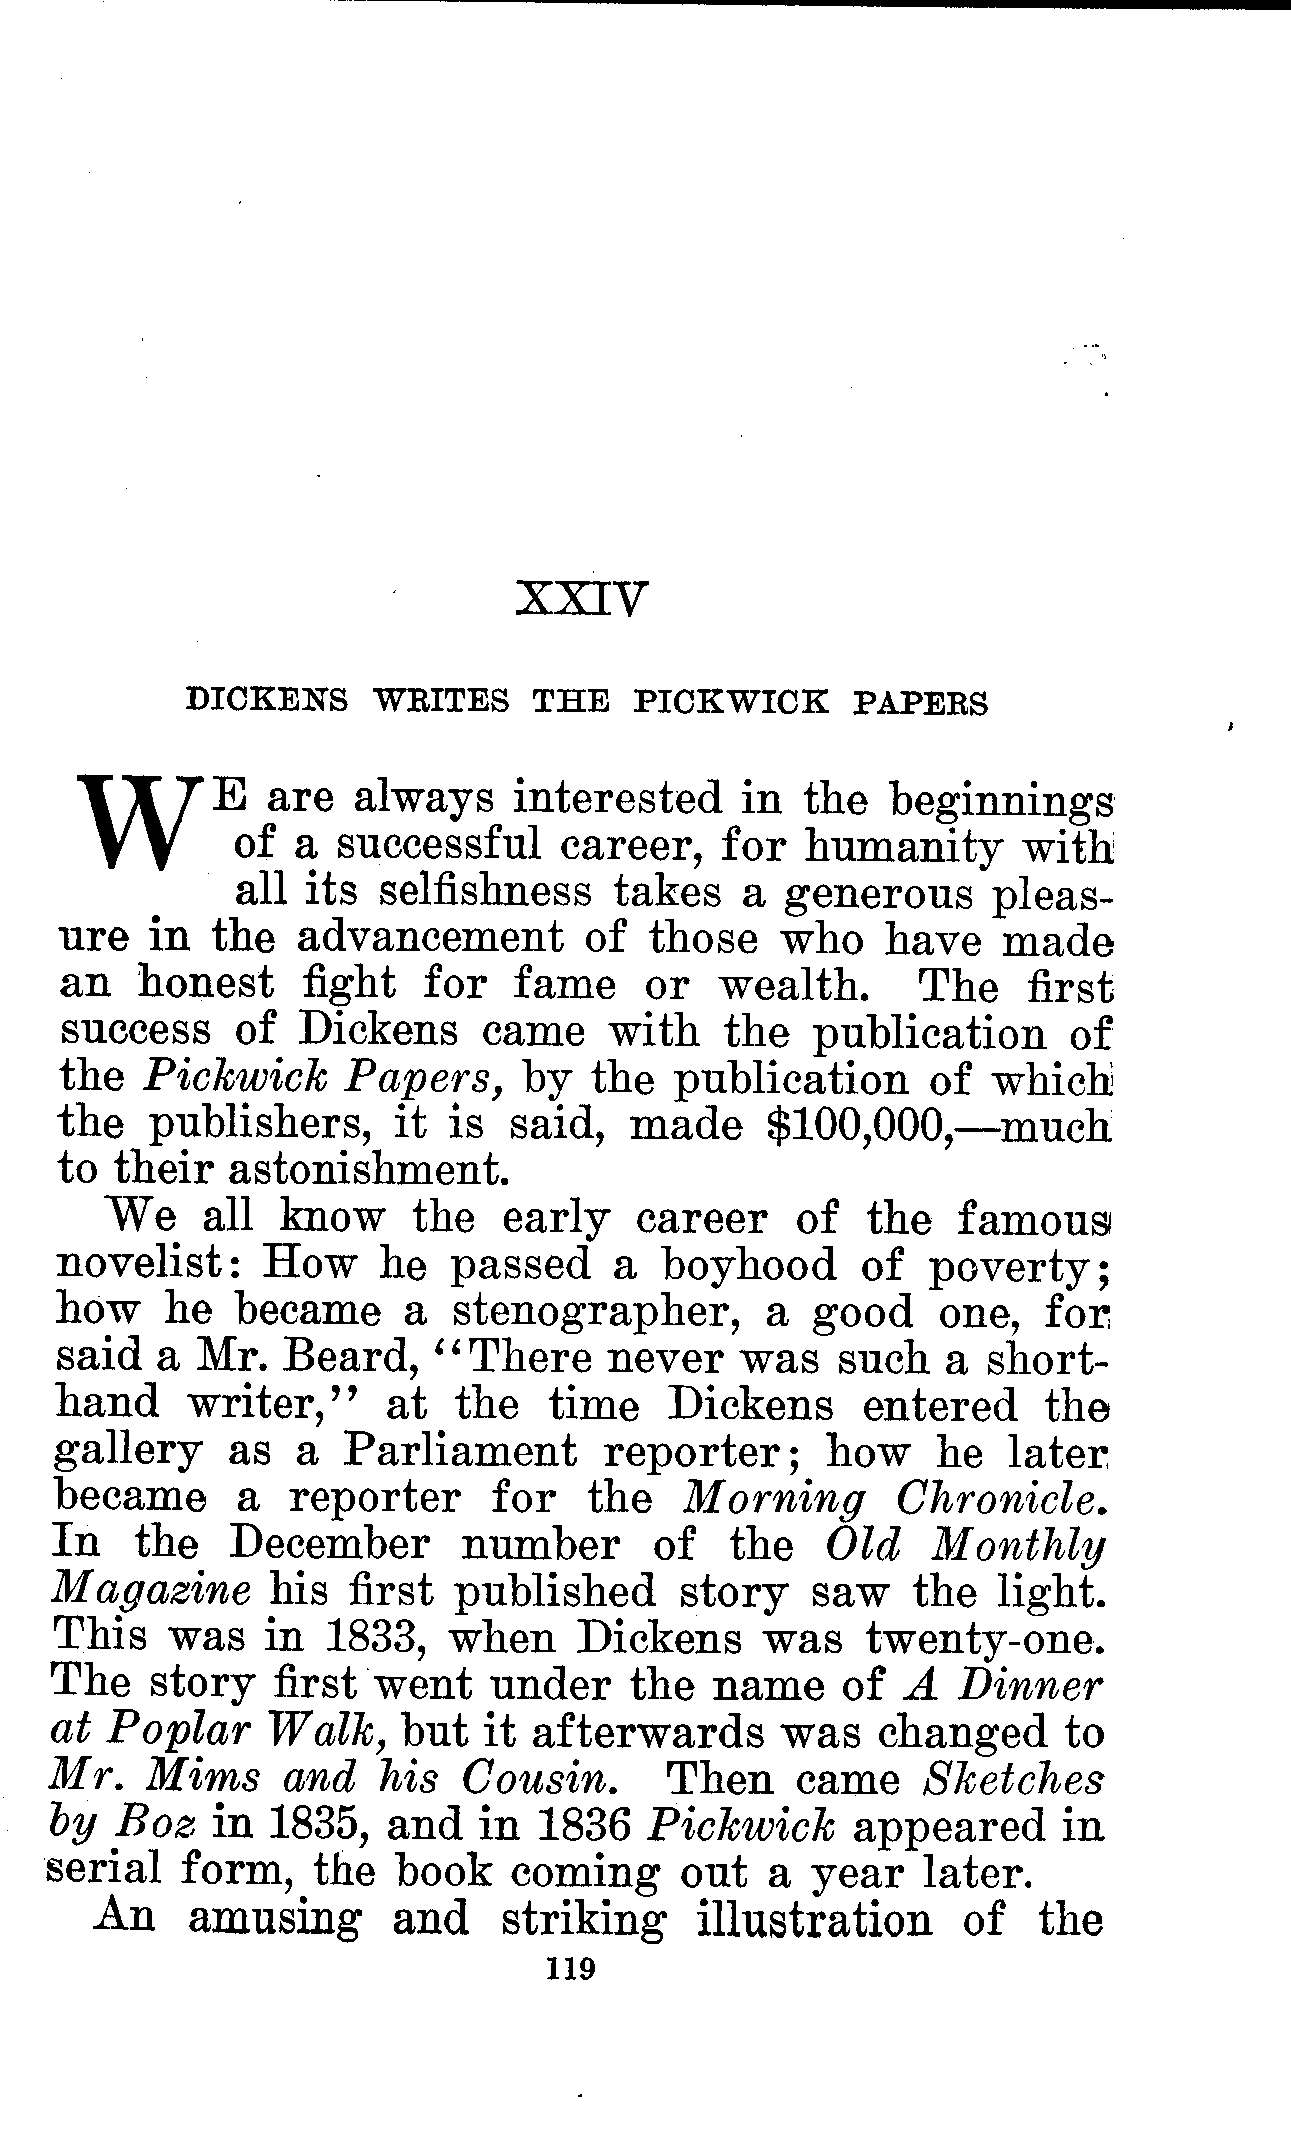 XXIV
DICKENS WRITES THE PICKWICK PAPERS
WE are always interested in the beginnings
of a successful career, for humanity with
all its selfishness takes a generous pleas-
ure in the advancement of those who have made
an honest fight for fame or wealth. The first
success of Dickens came with the publication of
the Pickwick Papers, by the publication of which
the publishers, it is said, made $100,000,—much
to their astonishment.
We all know the early career of the famous
novelist: How he passed a boyhood of poverty;
how he became a stenographer, a good one, for
said a Mr. Beard, "There never was such a short-
hand writer," at the time Dickens entered the
gallery as a Parliament reporter; how he later
became a reporter for the Morning Chronicle.
In the December number of the Old Monthly
Magazine his first published story saw the light.
This was in 1833, when Dickens was twenty-one.
The story first went under the name of A Dinner
at Poplar Walk, but it afterwards was changed to
Mr. Mims and his Cousin. Then came Sketches
by Boz in 1835, and in 1836 Pickwick appeared in
serial form, the book coming out a year later.
An amusing and striking illustration of the
119